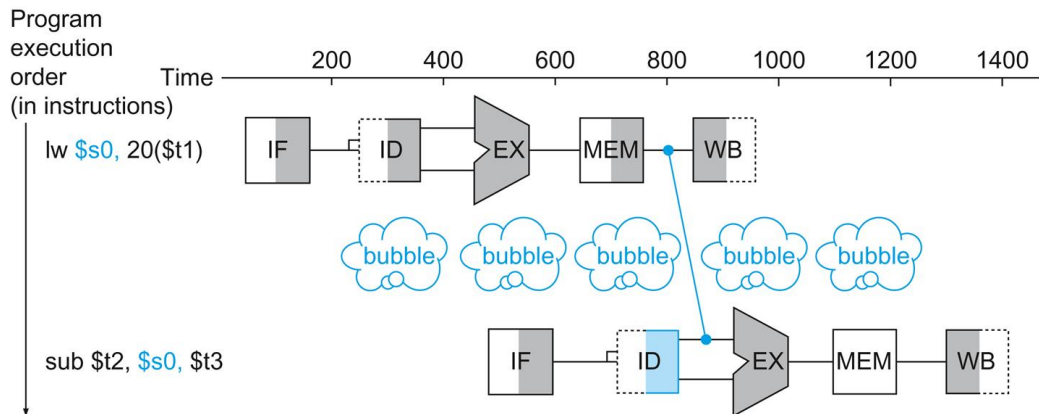 Program
execution
order
(in instructions)
Time
200 400 600 800 1000 1200 1400
lw $s0, 20($t1)
IF ID EX MEM WB
bubble bubble bubble bubble bubble
sub $t2, $s0, $t3
IF ID EX MEM WB